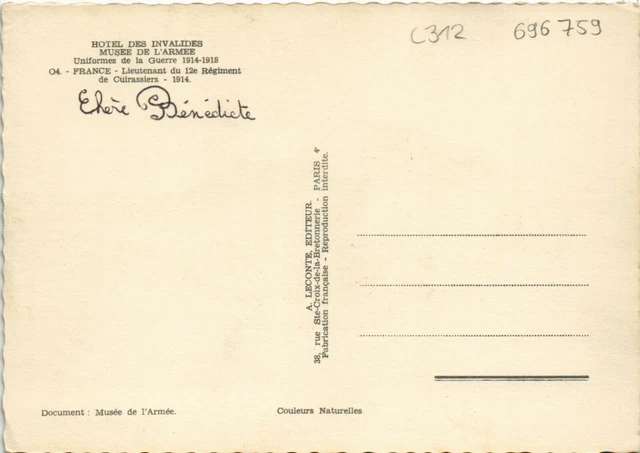 C312 696 759
HOTEL DES INVALIDES
MUSEE DE L'ARMEE
Uniformes de la Guerre 1914-1918
O4. - FRANCE - Lieutenant du 12e Régiment
de Cuirassiers - 1914.
Bénédicte
A. LECONTE, EDITEUR.
38, rue Ste-Croix-de-la-Bretonnerie - PARIS 4e
Fabrication française - Reproduction interdite.
Document : Musée de l'Armée.
Couleurs Naturelles